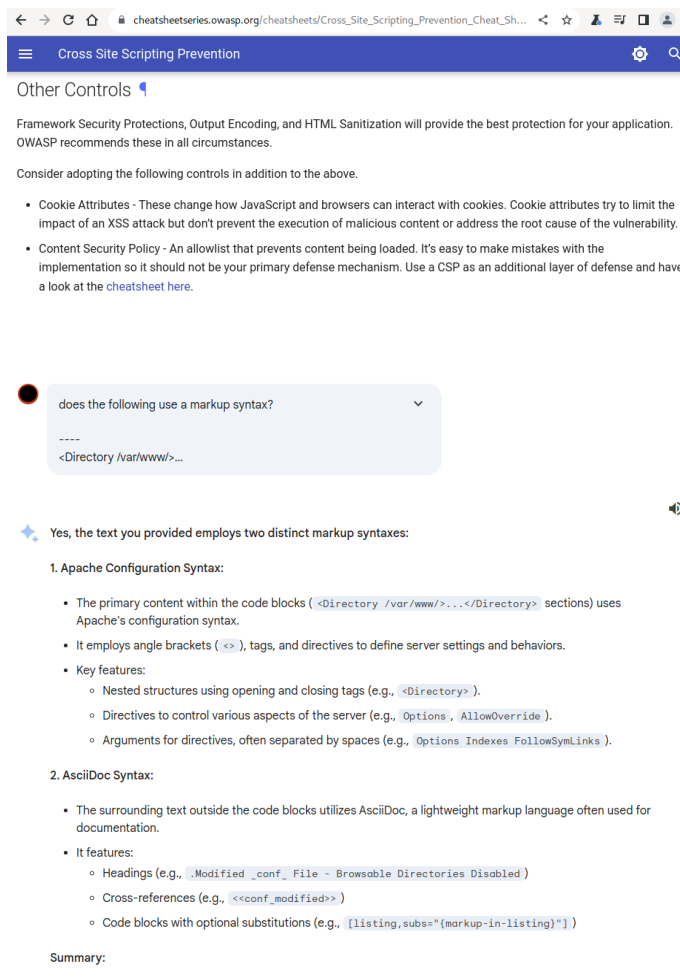 cheatsheetseries.owasp.org/cheatsheets/Cross_Site_Scripting_Prevention_Cheat_Sh...
Cross Site Scripting Prevention
Other Controls ¶
Framework Security Protections, Output Encoding, and HTML Sanitization will provide the best protection for your application.
OWASP recommends these in all circumstances.
Consider adopting the following controls in addition to the above.
• Cookie Attributes - These change how JavaScript and browsers can interact with cookies. Cookie attributes try to limit the
impact of an XSS attack but don't prevent the execution of malicious content or address the root cause of the vulnerability.
• Content Security Policy - An allowlist that prevents content being loaded. It's easy to make mistakes with the
implementation so it should not be your primary defense mechanism. Use a CSP as an additional layer of defense and have
a look at the cheatsheet here.
does the following use a markup syntax?
----
<Directory /var/www/>...
Yes, the text you provided employs two distinct markup syntaxes:
1. Apache Configuration Syntax:
• The primary content within the code blocks ( <Directory /var/www/>...</Directory> sections) uses
Apache's configuration syntax.
• It employs angle brackets ( <> ), tags, and directives to define server settings and behaviors.
• Key features:
◦ Nested structures using opening and closing tags (e.g., <Directory> ).
◦ Directives to control various aspects of the server (e.g., Options , AllowOverride ).
◦ Arguments for directives, often separated by spaces (e.g., Options Indexes FollowSymLinks ).
2. AsciiDoc Syntax:
• The surrounding text outside the code blocks utilizes AsciiDoc, a lightweight markup language often used for
documentation.
• It features:
◦ Headings (e.g., .Modified _conf_ File - Browsable Directories Disabled )
◦ Cross-references (e.g., <<conf_modified>> )
◦ Code blocks with optional substitutions (e.g., [listing,subs="{markup-in-listing}"] )
Summary: